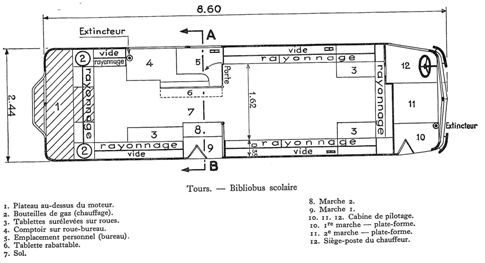 8.60
Extincteur
A
2.44
vide
rayonnage
rayonnage
rayonnage
1
2
2
4
5
Porte
6
7
1.62
vide
rayonnage
3
rayonnage
12
11
10
Extincteur
3
8.
9
rayonnage
vide
3
rayonnage
vide
B
Tours. — Bibliobus scolaire
1. Plateau au-dessus du moteur.
2. Bouteilles de gaz (chauffage).
3. Tablettes surélevées sur roues.
4. Comptoir sur roue-bureau.
5. Emplacement personnel (bureau).
6. Tablette rabattable.
7. Sol.
8. Marche 2.
9. Marche 1.
10. 11. 12. Cabine de pilotage.
10. 1re marche — plate-forme.
11. 2e marche — plate-forme.
12. Siège-poste du chauffeur.